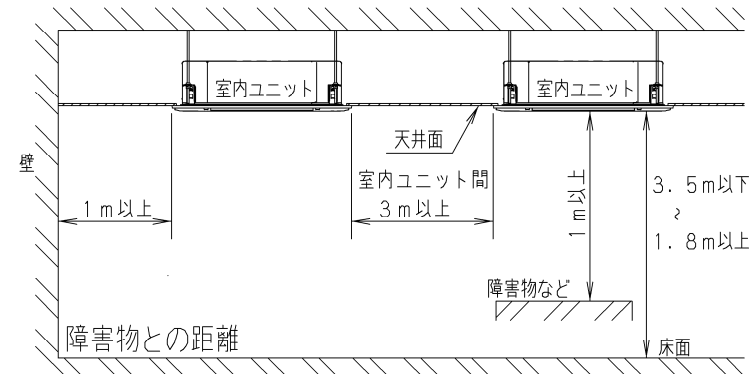 室内ユニット
室内ユニット
天井面
壁
室内ユニット間
1m以上
3m以上
1m以上
3.5m以下
~
1.8m以上
障害物など
障害物との距離
床面